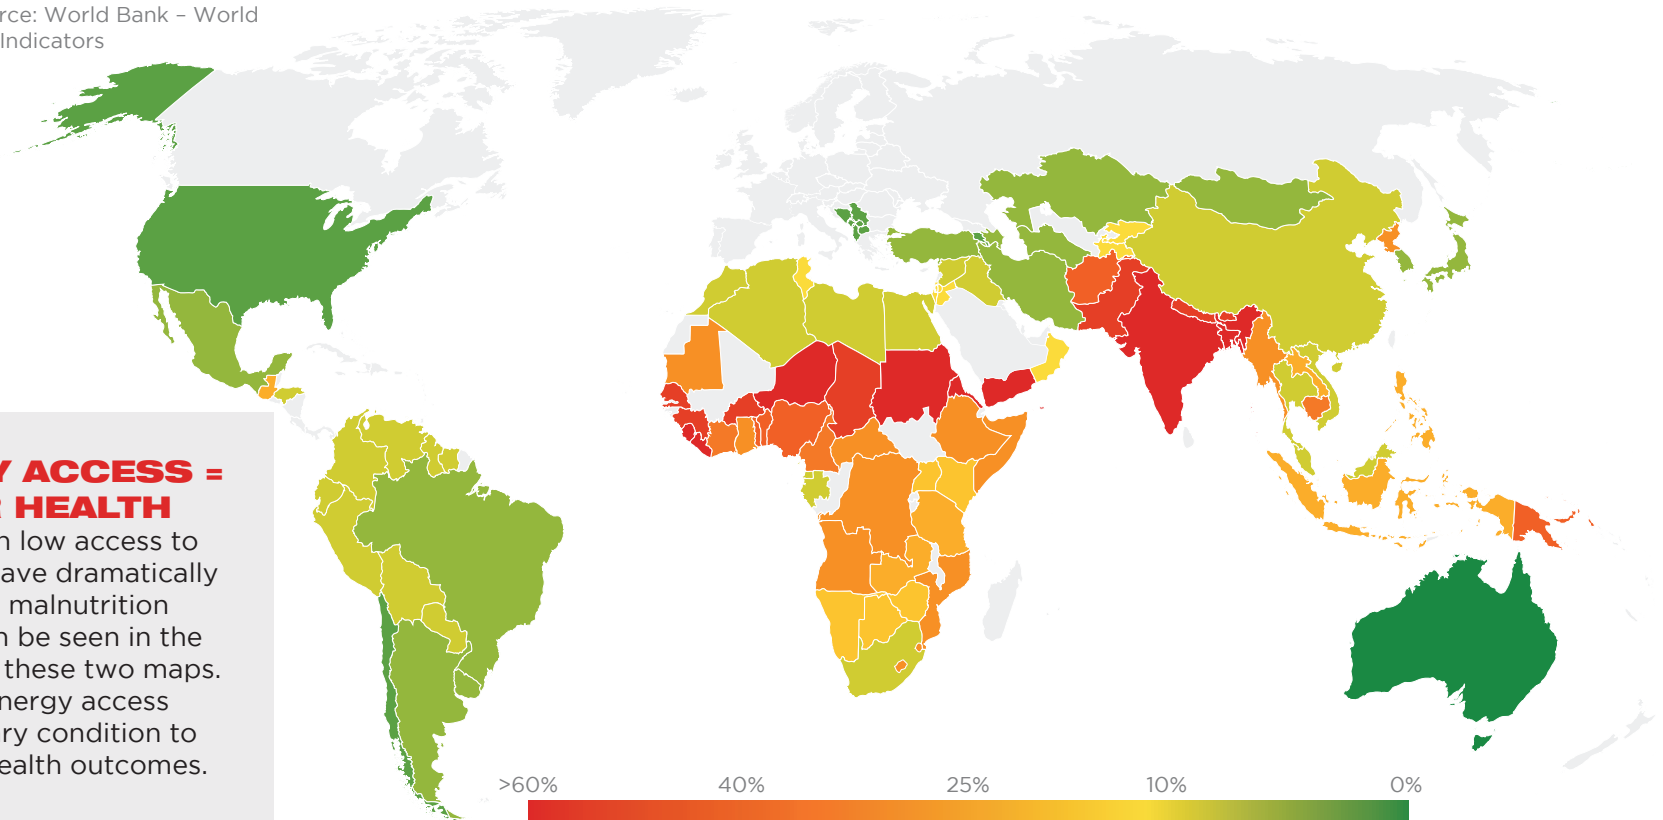 rce: World Bank – World
Indicators
Y ACCESS =
R HEALTH
n low access to
ave dramatically
malnutrition
n be seen in the
these two maps.
nergy access
ry condition to
ealth outcomes.
>60% 40% 25% 10% 0%